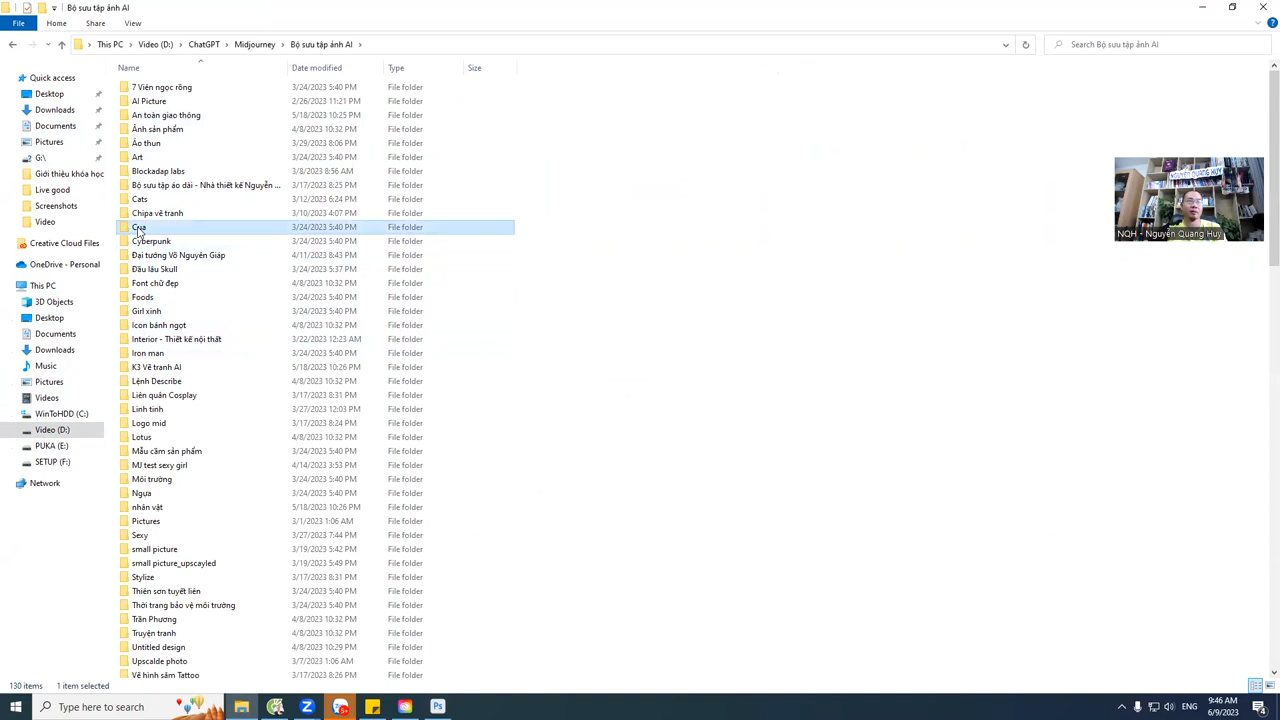 Bộ sưu tập ảnh AI
File Home Share View
This PC Video (D:) ChatGPT Midjourney Bộ sưu tập ảnh AI
Search Bộ sưu tập ảnh AI
Name Date modified Type Size
Quick access
Desktop
Downloads
Documents
Pictures
G:\
Giới thiệu khóa học
Live good
Screenshots
Video
Creative Cloud Files
OneDrive - Personal
This PC
3D Objects
Desktop
Documents
Downloads
Music
Pictures
Videos
WinToHDD (C:)
Video (D:)
PUKA (E:)
SETUP (F:)
Network
7 Viên ngọc rồng 3/24/2023 5:40 PM File folder
AI Picture 2/26/2023 11:21 PM File folder
An toàn giao thông 5/18/2023 10:25 PM File folder
Ảnh sản phẩm 4/8/2023 10:32 PM File folder
Áo thun 3/29/2023 8:06 PM File folder
Art 3/24/2023 5:40 PM File folder
Blockadap labs 3/8/2023 8:56 AM File folder
Bộ sưu tập áo dài - Nhà thiết kế Nguyễn ... 3/17/2023 8:25 PM File folder
Cats 3/12/2023 6:24 PM File folder
Chipa vẽ tranh 3/10/2023 4:07 PM File folder
Cua 3/24/2023 5:40 PM File folder
Cyberpunk 3/24/2023 5:40 PM File folder
Đại tướng Võ Nguyên Giáp 4/11/2023 8:43 PM File folder
Đầu lâu Skull 3/24/2023 5:37 PM File folder
Font chữ đẹp 4/8/2023 10:32 PM File folder
Foods 3/24/2023 5:40 PM File folder
Girl xinh 3/24/2023 5:40 PM File folder
Icon bánh ngọt 4/8/2023 10:32 PM File folder
Interior - Thiết kế nội thất 3/22/2023 12:23 AM File folder
Iron man 3/24/2023 5:40 PM File folder
K3 Vẽ tranh AI 5/18/2023 10:26 PM File folder
Lệnh Describe 4/8/2023 10:32 PM File folder
Liên quân Cosplay 3/17/2023 8:31 PM File folder
Linh tinh 3/27/2023 12:03 PM File folder
Logo mid 3/17/2023 8:24 PM File folder
Lotus 4/8/2023 10:32 PM File folder
Mẫu cầm sản phẩm 3/24/2023 5:40 PM File folder
MJ test sexy girl 4/14/2023 3:53 PM File folder
Môi trường 3/24/2023 5:40 PM File folder
Ngựa 3/24/2023 5:40 PM File folder
nhân vật 5/18/2023 10:26 PM File folder
Pictures 3/1/2023 1:06 AM File folder
Sexy 3/27/2023 7:44 PM File folder
small picture 3/19/2023 5:42 PM File folder
small picture_upscayled 3/19/2023 5:49 PM File folder
Stylize 3/17/2023 8:31 PM File folder
Thiên sơn tuyết liên 3/24/2023 5:40 PM File folder
Thời trang bảo vệ môi trường 3/24/2023 5:40 PM File folder
Trần Phương 4/8/2023 10:32 PM File folder
Truyện tranh 4/8/2023 10:32 PM File folder
Untitled design 4/8/2023 10:29 PM File folder
Upscalde photo 3/7/2023 1:06 AM File folder
Vẽ hình săm Tattoo 3/17/2023 8:26 PM File folder
NGUYỄN QUANG HUY
NQH - Nguyễn Quang Huy
130 items 1 item selected
Type here to search
Ps
ENG
9:46 AM
6/9/2023
4